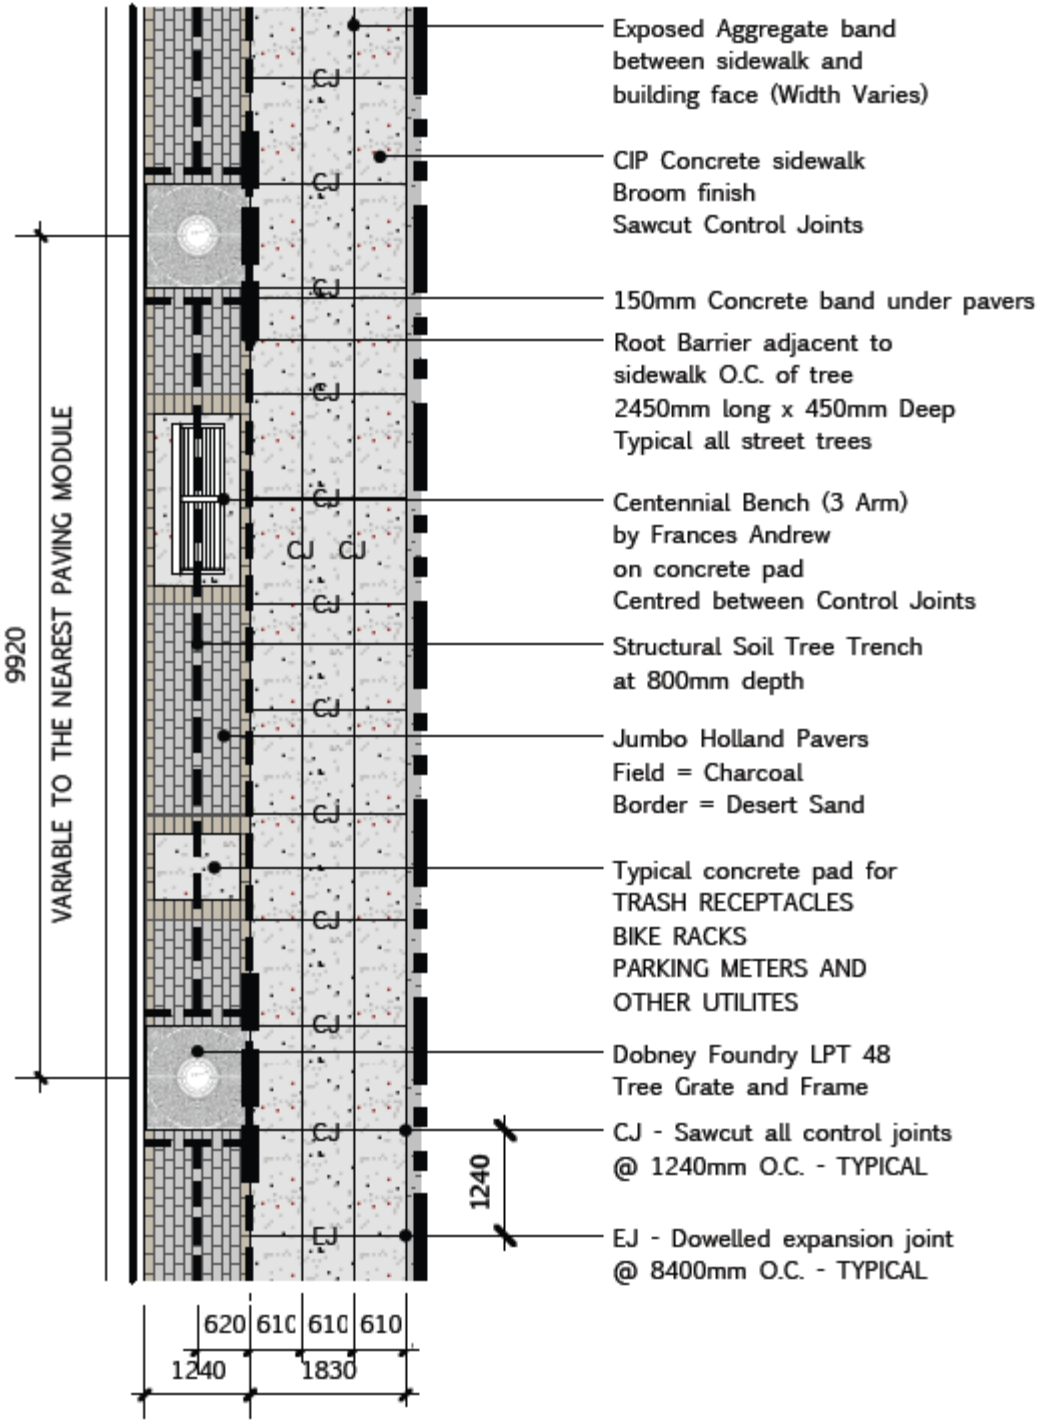 Exposed Aggregate band
between sidewalk and
building face (Width Varies)
CIP Concrete sidewalk
Broom finish
Sawcut Control Joints
150mm Concrete band under pavers
Root Barrier adjacent to
sidewalk O.C. of tree
2450mm long x 450mm Deep
Typical all street trees
Centennial Bench (3 Arm)
by Frances Andrew
on concrete pad
Centred between Control Joints
Structural Soil Tree Trench
at 800mm depth
Jumbo Holland Pavers
Field = Charcoal
Border = Desert Sand
Typical concrete pad for
TRASH RECEPTACLES
BIKE RACKS
PARKING METERS AND
OTHER UTILITES
Dobney Foundry LPT 48
Tree Grate and Frame
CJ - Sawcut all control joints
@ 1240mm O.C. - TYPICAL
EJ - Dowelled expansion joint
@ 8400mm O.C. - TYPICAL
9920
VARIABLE TO THE NEAREST PAVING MODULE
CJ
CJ
CJ
CJ
CJ
CJ CJ
CJ
CJ
CJ
CJ
CJ
CJ
EJ
1240
620 610 610 610
1240 1830